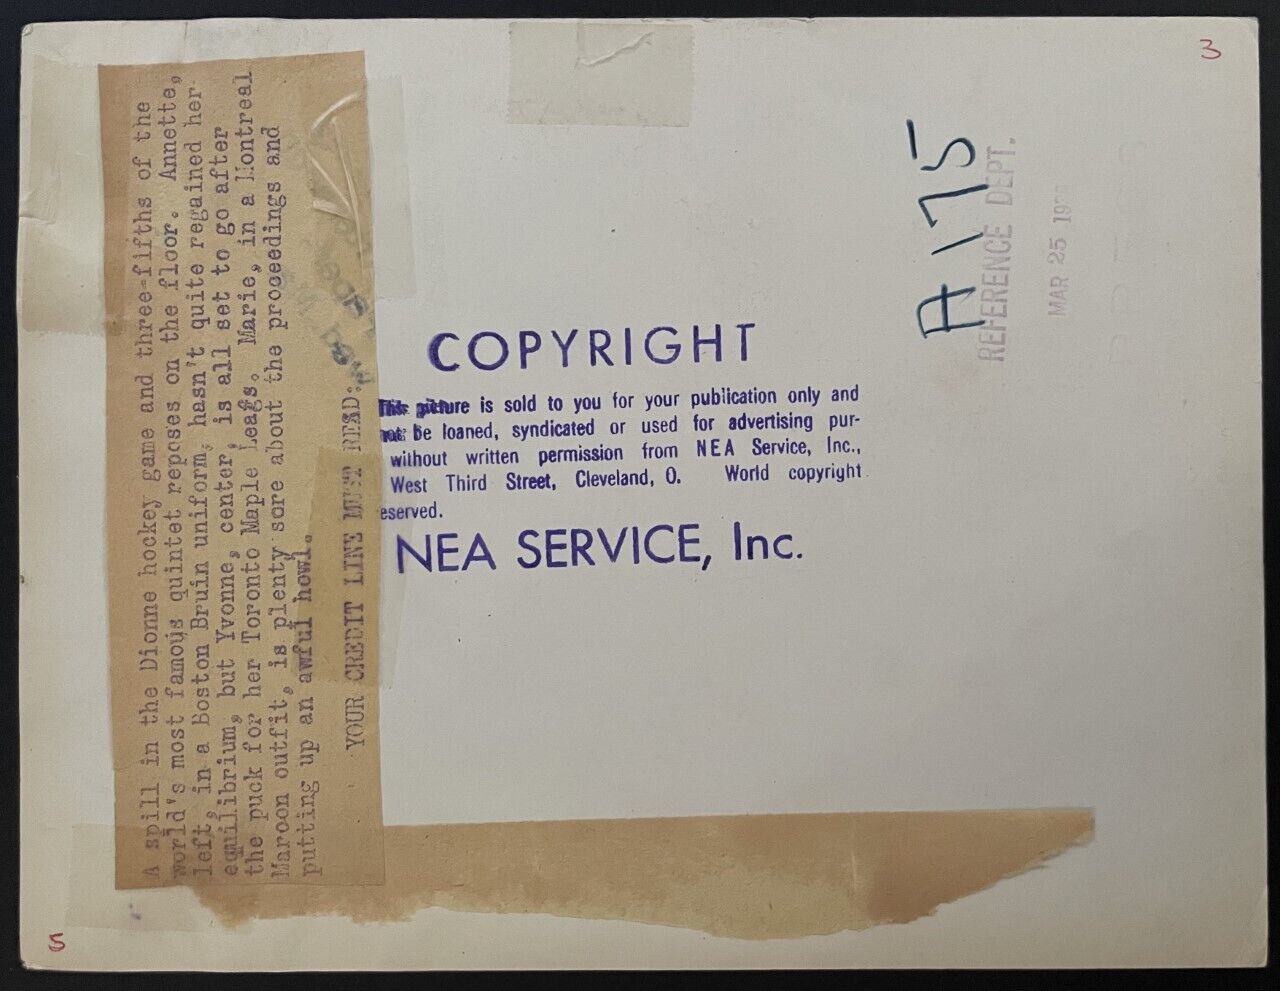 A spill in the Dionne hockey game and three-fifths of the
world's most famous quintet reposes on the floor. Annette,
left, in a Boston Bruin uniform, hasn't quite regained her
equilibrium, but Yvonne, center, is all set to go after
the puck for her Toronto Maple Leafs. Marie, in a Montreal
Maroon outfit, is plenty sore about the proceedings and
putting up an awful howl.
YOUR CREDIT LINE MUST READ:
COPYRIGHT
This picture is sold to you for your publication only and
not be loaned, syndicated or used for advertising pur-
without written permission from NEA Service, Inc.,
West Third Street, Cleveland, O. World copyright
eserved.
NEA SERVICE, Inc.
A175
REFERENCE DEPT.
MAR 25 19
3
5